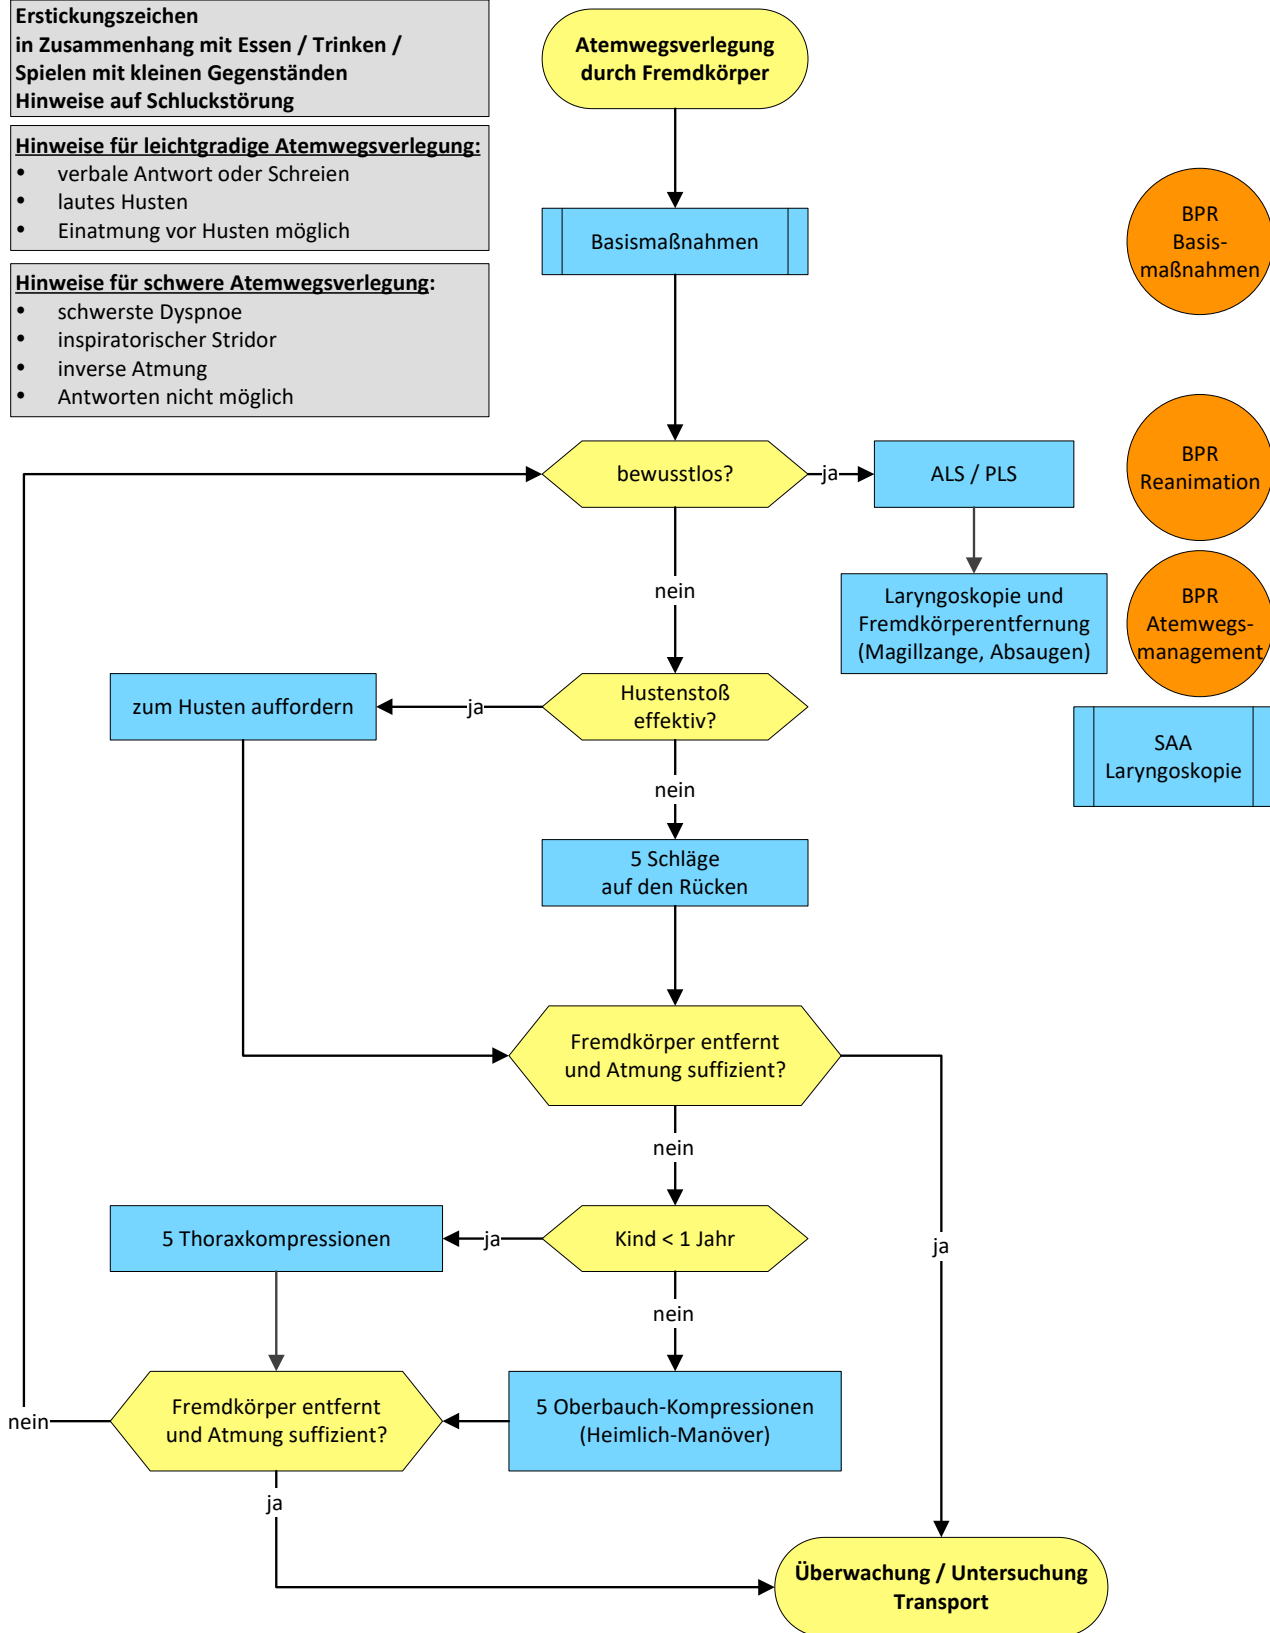 Erstickungszeichen
in Zusammenhang mit Essen / Trinken /
Spielen mit kleinen Gegenständen
Hinweise auf Schluckstörung
Hinweise für leichtgradige Atemwegsverlegung:
• verbale Antwort oder Schreien
• lautes Husten
• Einatmung vor Husten möglich
Hinweise für schwere Atemwegsverlegung:
• schwerste Dyspnoe
• inspiratorischer Stridor
• inverse Atmung
• Antworten nicht möglich
Atemwegsverlegung
durch Fremdkörper
Basismaßnahmen
BPR
Basis-
maßnahmen
bewusstlos?
ja
ALS / PLS
BPR
Reanimation
nein
Laryngoskopie und
Fremdkörperentfernung
(Magillzange, Absaugen)
BPR
Atemwegs-
management
zum Husten auffordern
ja
Hustenstoß
effektiv?
SAA
Laryngoskopie
nein
5 Schläge
auf den Rücken
Fremdkörper entfernt
und Atmung suffizient?
nein
ja
5 Thoraxkompressionen
ja
Kind < 1 Jahr
nein
nein
Fremdkörper entfernt
und Atmung suffizient?
5 Oberbauch-Kompressionen
(Heimlich-Manöver)
ja
Überwachung / Untersuchung
Transport